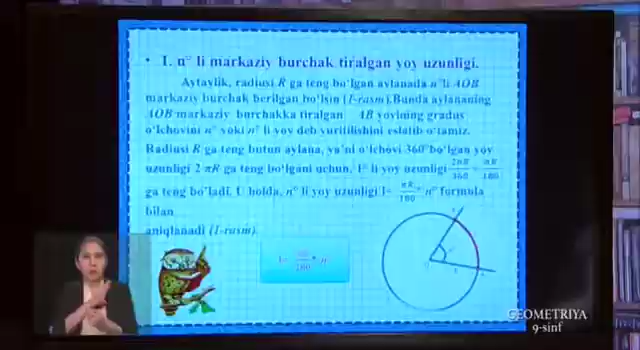 • 1. n° li markaziy burchak tiralgan yoy uzunligi.
Aytaylik, radiusi R ga teng bo‘lgan aylanada n°li AOB
markaziy burchak berilgan bo‘lsin (1-rasm).Bunda aylananing
AOB markaziy burchakka tiralgan AB yoyining gradus
o‘lchovini n° yoki n° li yoy deb yuritilishini eslatib o‘tamiz.
Radiusi R ga teng butun aylana, ya’ni o‘lchovi 360°bo‘lgan yoy
uzunligi 2 πR ga teng bo‘lgani uchun, 1° li yoy uzunligi 2πR/360 = πR/180
ga teng bo‘ladi. U holda, n° li yoy uzunligi l= πR/180 • n° formula
bilan
aniqlanadi (1-rasm).
GEOMETRIYA
9-sinf